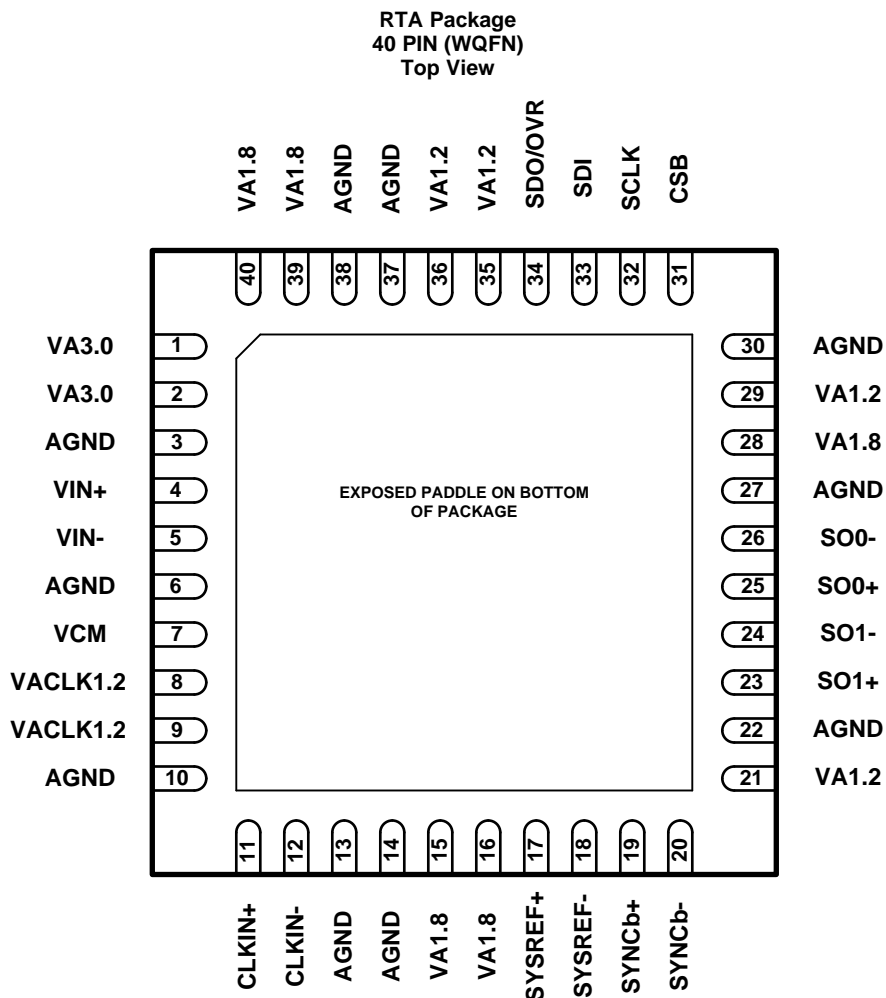 RTA Package
40 PIN (WQFN)
Top View
VA1.8
VA1.8
AGND
AGND
VA1.2
VA1.2
SDO/OVR
SDI
SCLK
CSB
40
39
38
37
36
35
34
33
32
31
VA3.0 1
VA3.0 2
AGND 3
VIN+ 4
VIN- 5
AGND 6
VCM 7
VACLK1.2 8
VACLK1.2 9
AGND 10
EXPOSED PADDLE ON BOTTOM
OF PACKAGE
30 AGND
29 VA1.2
28 VA1.8
27 AGND
26 SO0-
25 SO0+
24 SO1-
23 SO1+
22 AGND
21 VA1.2
11
12
13
14
15
16
17
18
19
20
CLKIN+
CLKIN-
AGND
AGND
VA1.8
VA1.8
SYSREF+
SYSREF-
SYNCb+
SYNCb-